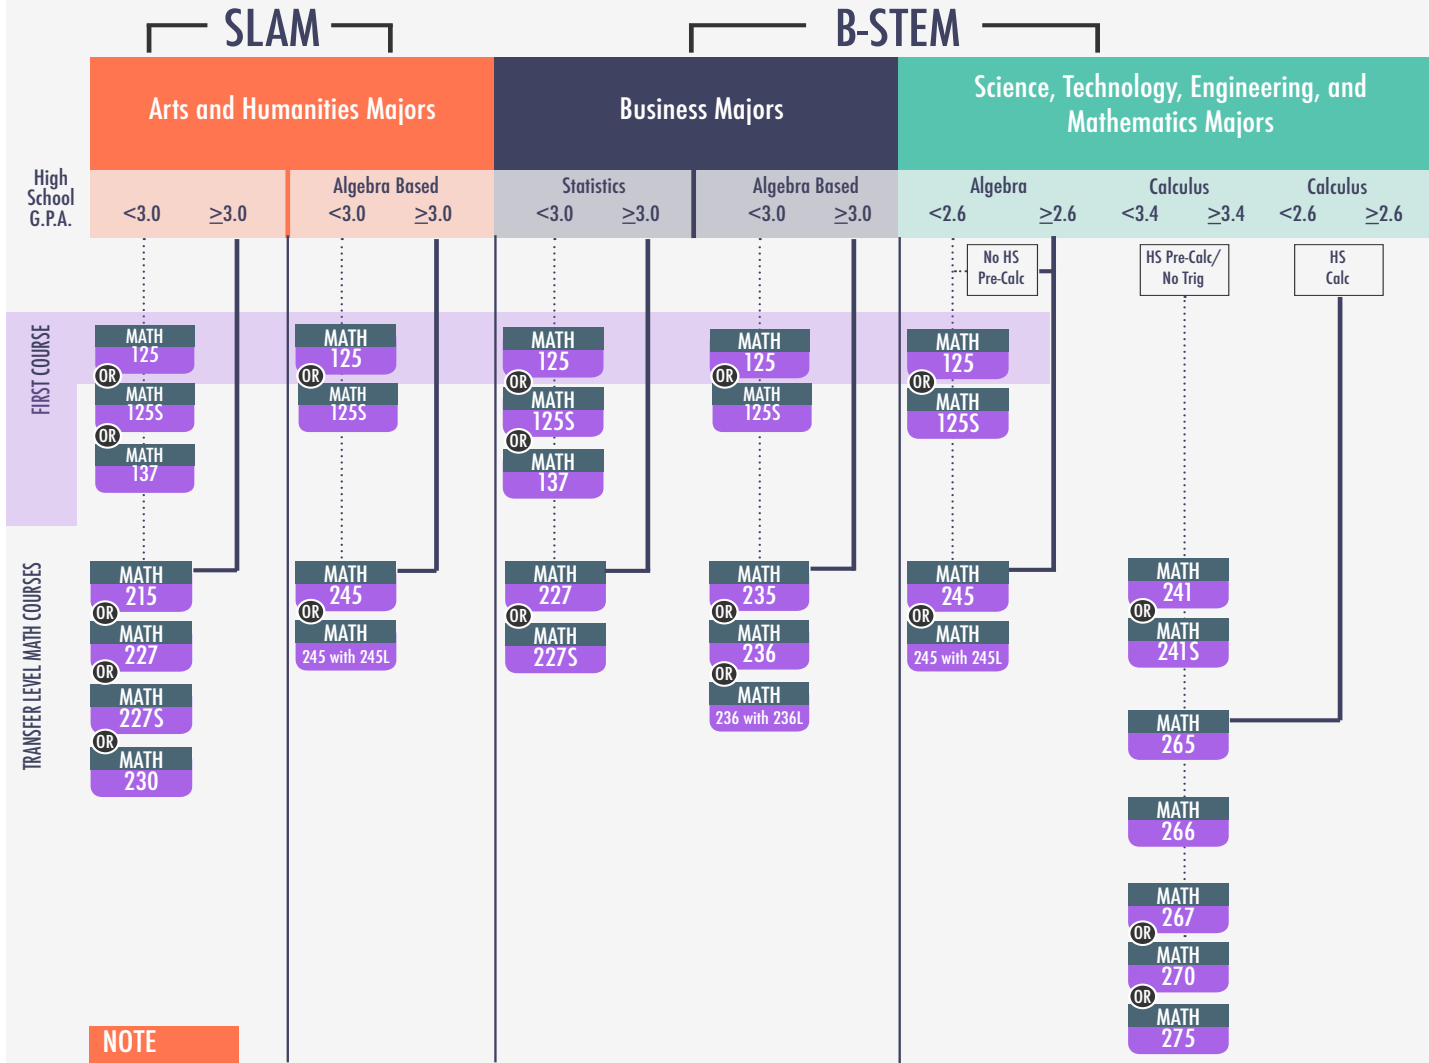 SLAM
B-STEM
Arts and Humanities Majors
Business Majors
Science, Technology, Engineering, and
Mathematics Majors
High
School
G.P.A.
<3.0 ≥3.0
Algebra Based
<3.0 ≥3.0
Statistics
<3.0 ≥3.0
Algebra Based
<3.0 ≥3.0
Algebra
<2.6 ≥2.6
Calculus
<3.4 ≥3.4
Calculus
<2.6 ≥2.6
No HS
Pre-Calc
HS Pre-Calc/
No Trig
HS
Calc
FIRST COURSE
MATH
125
OR
MATH
125S
OR
MATH
137
MATH
125
OR
MATH
125S
MATH
125
OR
MATH
125S
OR
MATH
137
MATH
125
OR
MATH
125S
MATH
125
OR
MATH
125S
TRANSFER LEVEL MATH COURSES
MATH
215
OR
MATH
227
OR
MATH
227S
OR
MATH
230
MATH
245
OR
MATH
245 with 245L
MATH
227
OR
MATH
227S
MATH
235
OR
MATH
236
OR
MATH
236 with 236L
MATH
245
OR
MATH
245 with 245L
MATH
241
OR
MATH
241S
MATH
265
MATH
266
MATH
267
OR
MATH
270
OR
MATH
275
NOTE